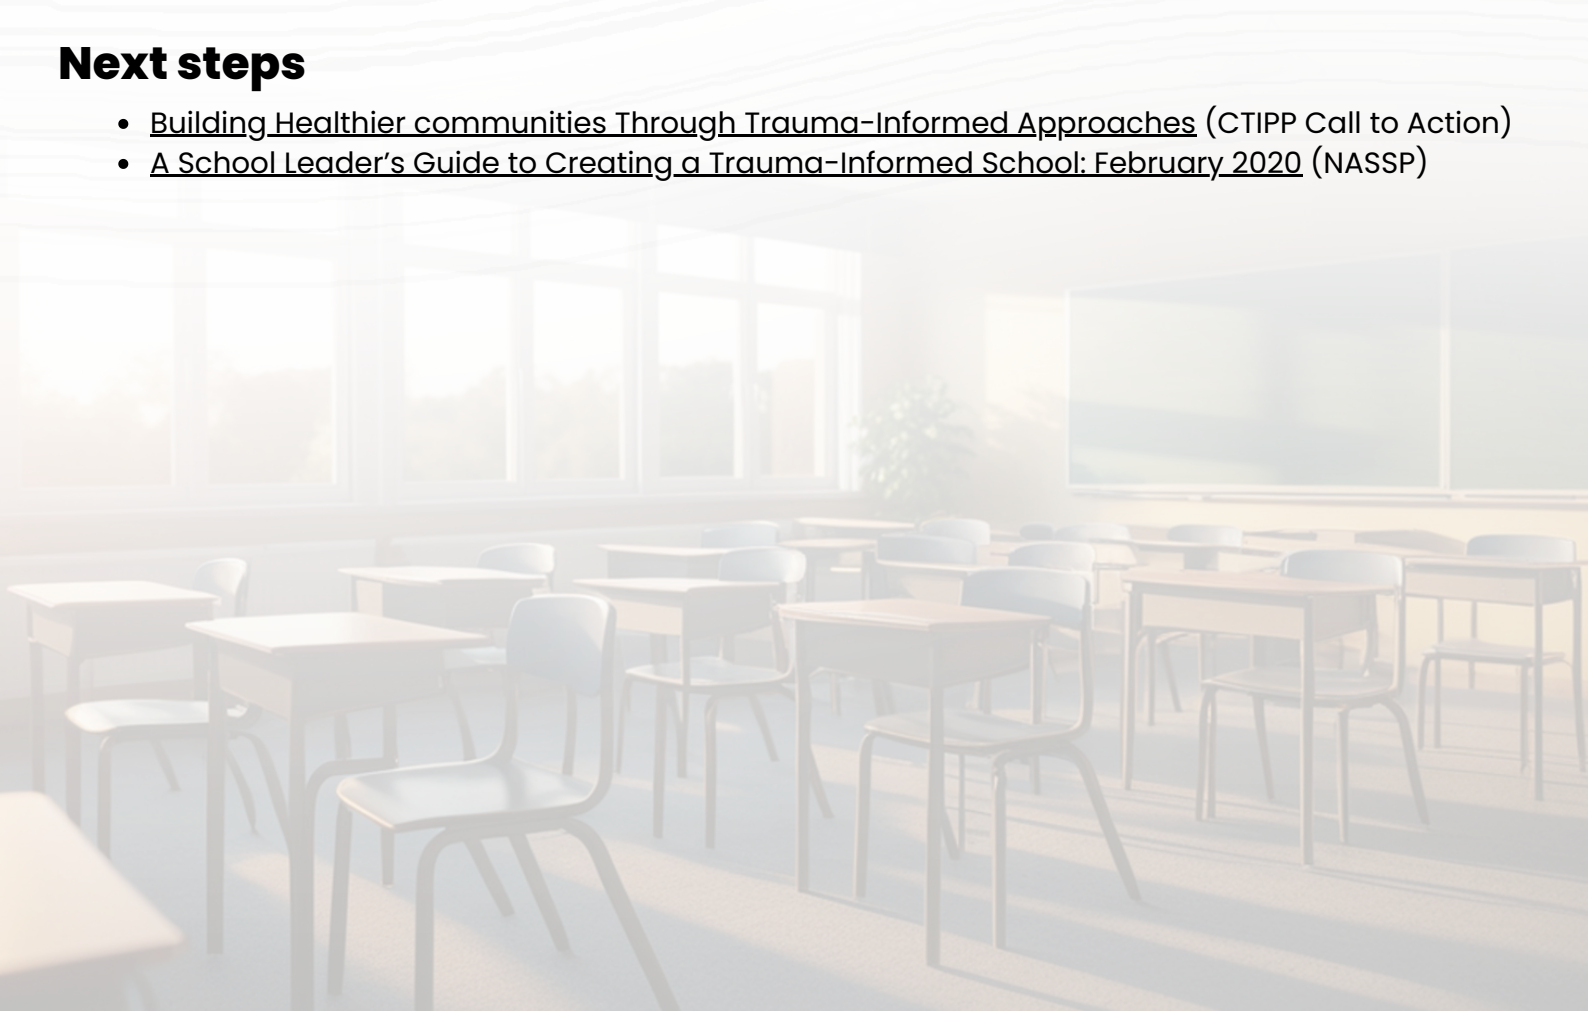 Next steps
• Building Healthier communities Through Trauma-Informed Approaches (CTIPP Call to Action)
• A School Leader’s Guide to Creating a Trauma-Informed School: February 2020 (NASSP)